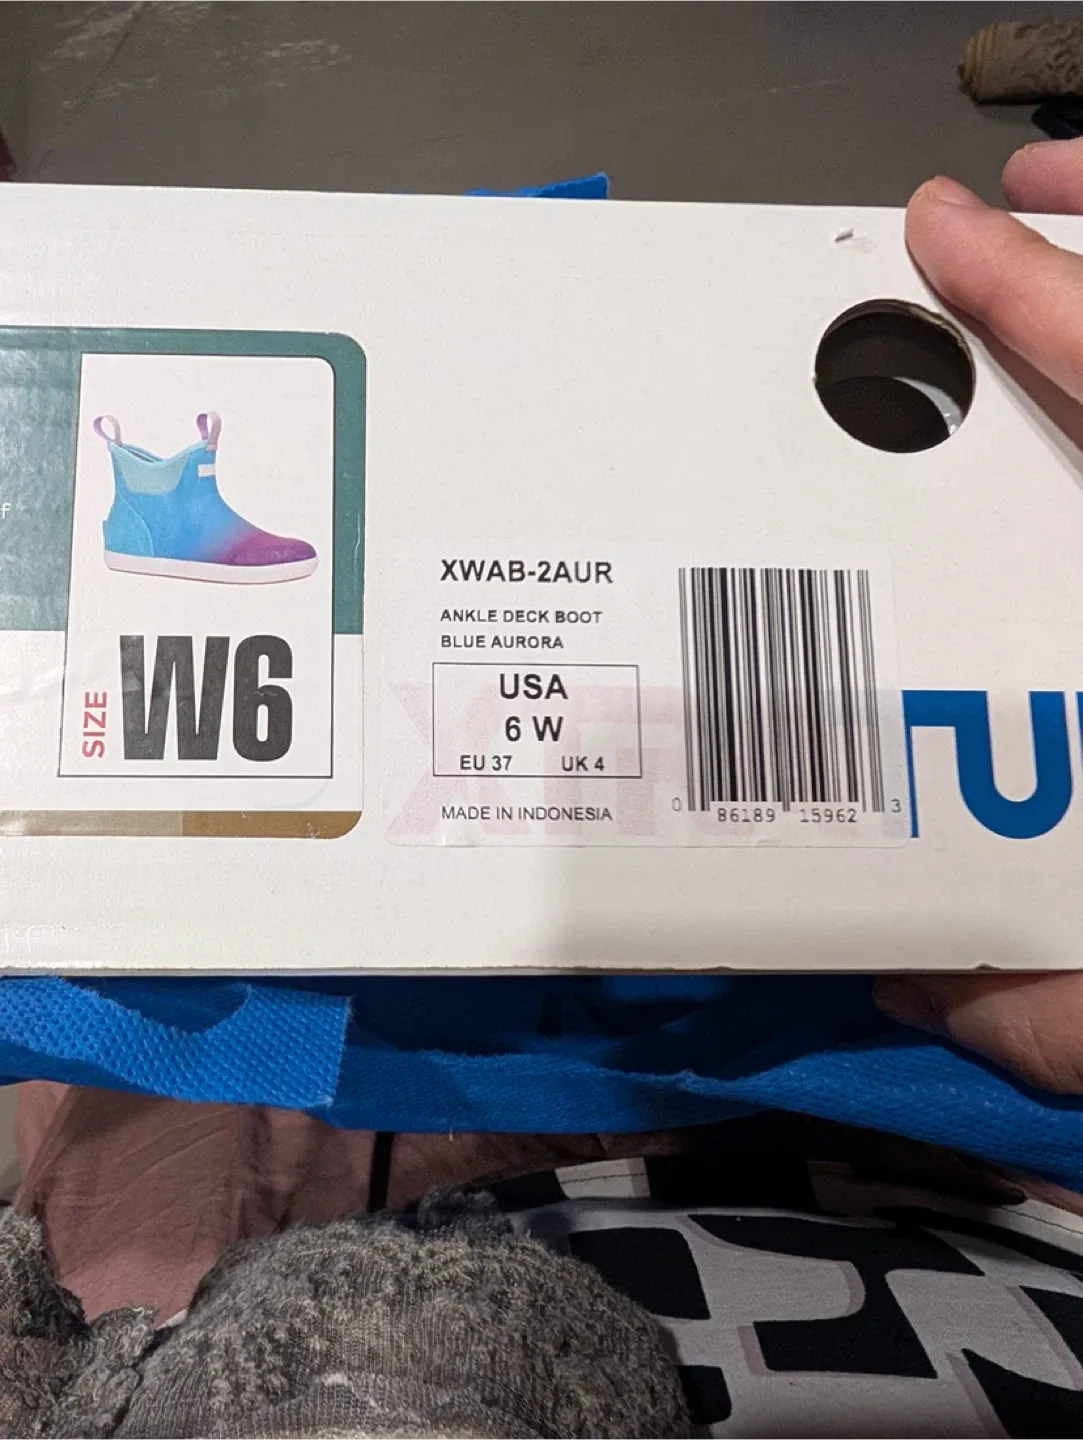 f
SIZE W6
XWAB-2AUR
ANKLE DECK BOOT
BLUE AURORA
USA
6 W
EU 37 UK 4
MADE IN INDONESIA
0 86189 15962 3
XTRATU